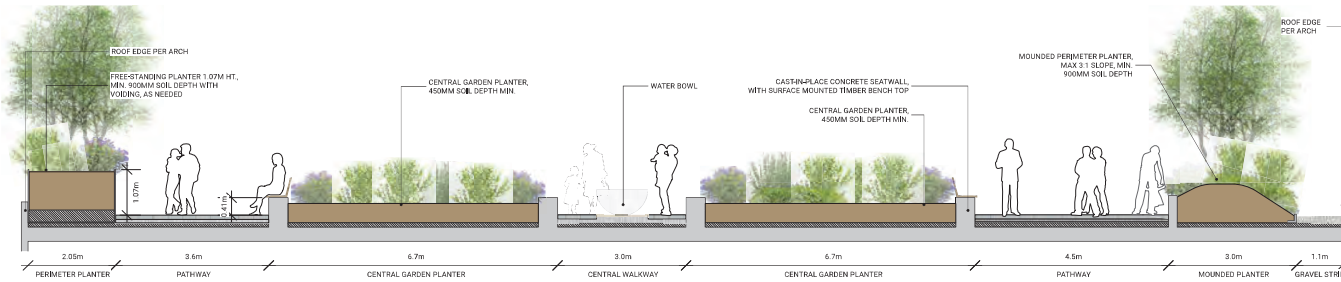 ROOF EDGE PER ARCH
FREE-STANDING PLANTER 1.07M HT.,
MIN. 900MM SOIL DEPTH WITH
VOIDING, AS NEEDED
CENTRAL GARDEN PLANTER,
450MM SOIL DEPTH MIN.
WATER BOWL
CAST-IN-PLACE CONCRETE SEATWALL,
WITH SURFACE MOUNTED TIMBER BENCH TOP
CENTRAL GARDEN PLANTER,
450MM SOIL DEPTH MIN.
MOUNDED PERIMETER PLANTER,
MAX 3:1 SLOPE, MIN.
900MM SOIL DEPTH
ROOF EDGE
PER ARCH
1.07m
0.41m
2.05m 3.6m 6.7m 3.0m 6.7m 4.5m 3.0m 1.1m
PERIMETER PLANTER PATHWAY CENTRAL GARDEN PLANTER CENTRAL WALKWAY CENTRAL GARDEN PLANTER PATHWAY MOUNDED PLANTER GRAVEL STRI